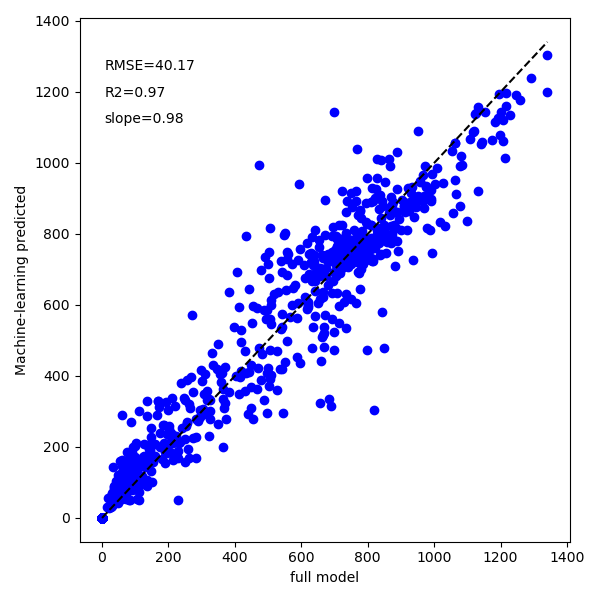 1400
1200
1000
800
600
400
200
0
RMSE=40.17
R2=0.97
slope=0.98
Machine-learning predicted
0 200 400 600 800 1000 1200 1400
full model